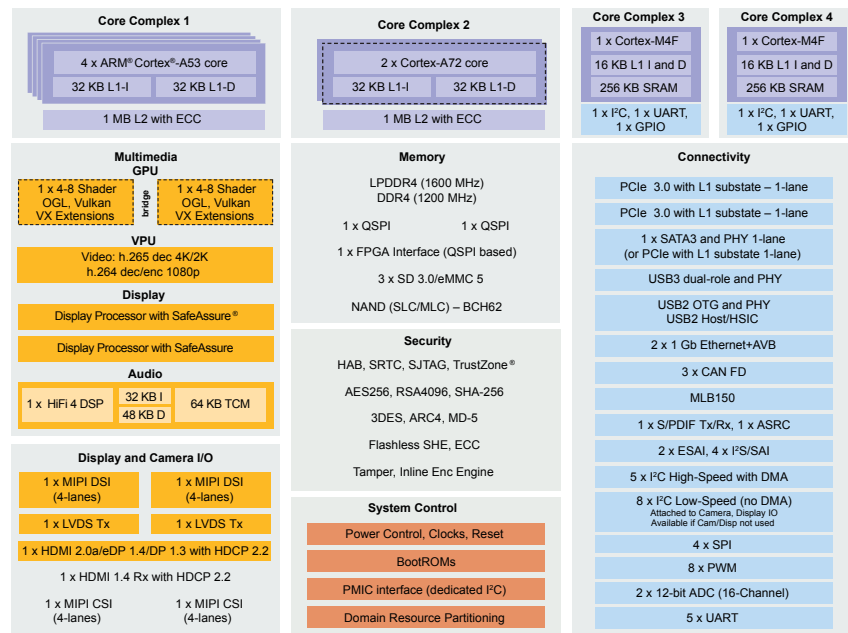 Core Complex 1
4 x ARM® Cortex®-A53 core
32 KB L1-I
32 KB L1-D
1 MB L2 with ECC
Core Complex 2
2 x Cortex-A72 core
32 KB L1-I
32 KB L1-D
1 MB L2 with ECC
Core Complex 3
1 x Cortex-M4F
16 KB L1 I and D
256 KB SRAM
1 x I²C, 1 x UART,
1 x GPIO
Core Complex 4
1 x Cortex-M4F
16 KB L1 I and D
256 KB SRAM
1 x I²C, 1 x UART,
1 x GPIO
Multimedia
GPU
1 x 4-8 Shader
OGL, Vulkan
VX Extensions
bridge
1 x 4-8 Shader
OGL, Vulkan
VX Extensions
VPU
Video: h.265 dec 4K/2K
h.264 dec/enc 1080p
Display
Display Processor with SafeAssure®
Display Processor with SafeAssure
Audio
1 x HiFi 4 DSP
32 KB I
48 KB D
64 KB TCM
Display and Camera I/O
1 x MIPI DSI
(4-lanes)
1 x MIPI DSI
(4-lanes)
1 x LVDS Tx
1 x LVDS Tx
1 x HDMI 2.0a/eDP 1.4/DP 1.3 with HDCP 2.2
1 x HDMI 1.4 Rx with HDCP 2.2
1 x MIPI CSI
(4-lanes)
1 x MIPI CSI
(4-lanes)
Memory
LPDDR4 (1600 MHz)
DDR4 (1200 MHz)
1 x QSPI
1 x QSPI
1 x FPGA Interface (QSPI based)
3 x SD 3.0/eMMC 5
NAND (SLC/MLC) – BCH62
Security
HAB, SRTC, SJTAG, TrustZone®
AES256, RSA4096, SHA-256
3DES, ARC4, MD-5
Flashless SHE, ECC
Tamper, Inline Enc Engine
System Control
Power Control, Clocks, Reset
BootROMs
PMIC interface (dedicated I²C)
Domain Resource Partitioning
Connectivity
PCIe 3.0 with L1 substate – 1-lane
PCIe 3.0 with L1 substate – 1-lane
1 x SATA3 and PHY 1-lane
(or PCIe with L1 substate 1-lane)
USB3 dual-role and PHY
USB2 OTG and PHY
USB2 Host/HSIC
2 x 1 Gb Ethernet+AVB
3 x CAN FD
MLB150
1 x S/PDIF Tx/Rx, 1 x ASRC
2 x ESAI, 4 x I²S/SAI
5 x I²C High-Speed with DMA
8 x I²C Low-Speed (no DMA)
Attached to Camera, Display IO
Available if Cam/Disp not used
4 x SPI
8 x PWM
2 x 12-bit ADC (16-Channel)
5 x UART